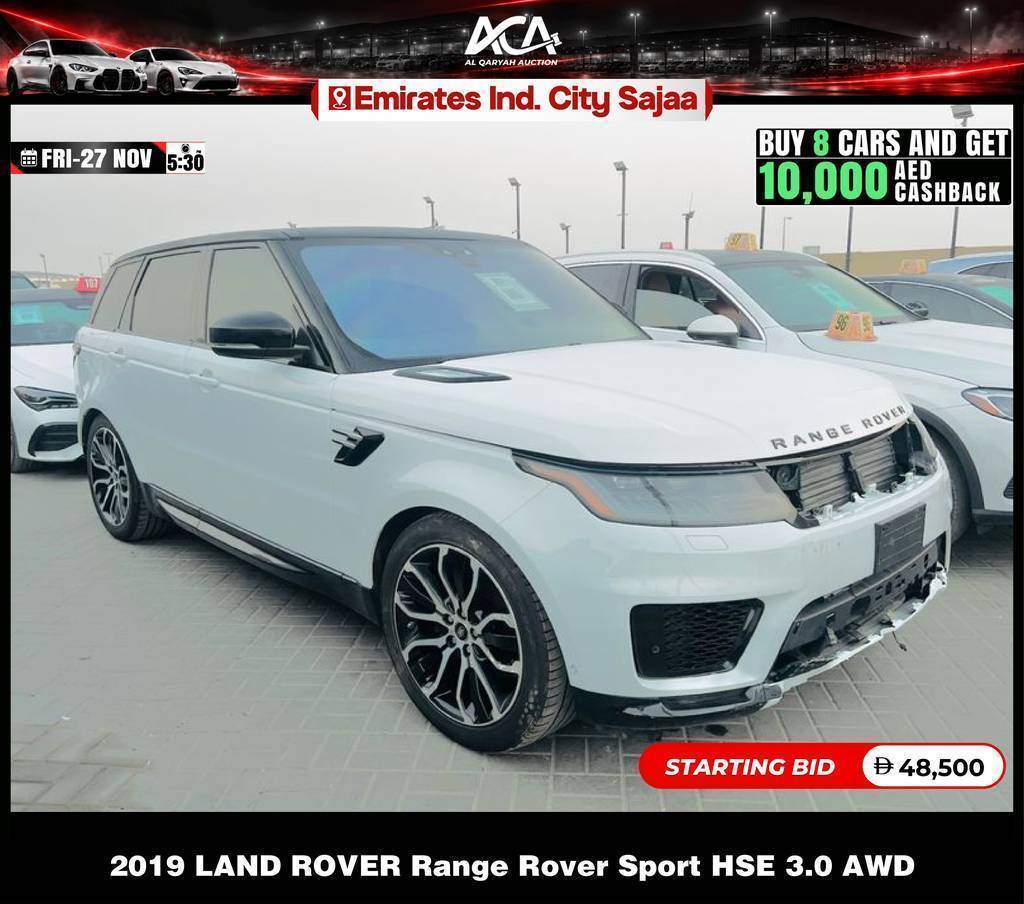 ACA
AL QARYAH AUCTION
Emirates Ind. City Sajaa
FRI-27 NOV 5:30
BUY 8 CARS AND GET
10,000 AED CASHBACK
97
96
RANGE ROVER
STARTING BID 48,500
2019 LAND ROVER Range Rover Sport HSE 3.0 AWD